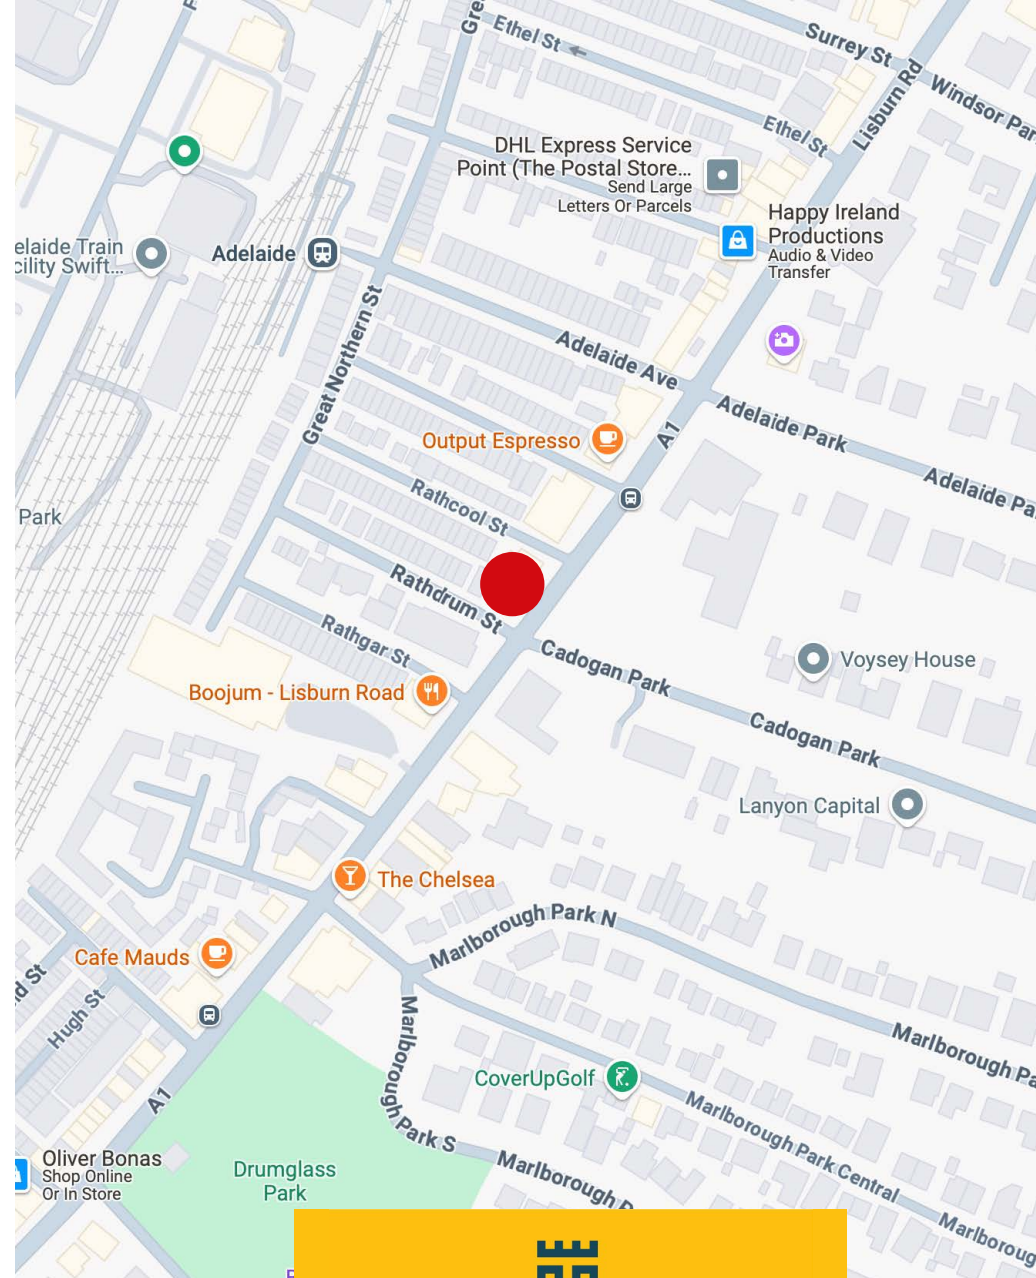 Ethel St
Surrey St
Lisburn Rd
Windsor Par
Gre
Ethel St
DHL Express Service
Point (The Postal Store...
Send Large
Letters Or Parcels
Happy Ireland
Productions
Audio & Video
Transfer
elaide Train
cility Swift...
Adelaide
Great Northern St
Adelaide Ave
Adelaide Park
A1
Output Espresso
Adelaide Pa
Rathcool St
Park
Rathdrum St
Rathgar St
Cadogan Park
Voysey House
Boojum - Lisburn Road
Cadogan Park
Lanyon Capital
The Chelsea
Marlborough Park N
Cafe Mauds
d St
Hugh St
Marlborough Pa
Marlborough Park S
CoverUpGolf
A1
Marlborough Park Central
Oliver Bonas
Shop Online
Or In Store
Drumglass
Park
Marlborough P
Marlboroug